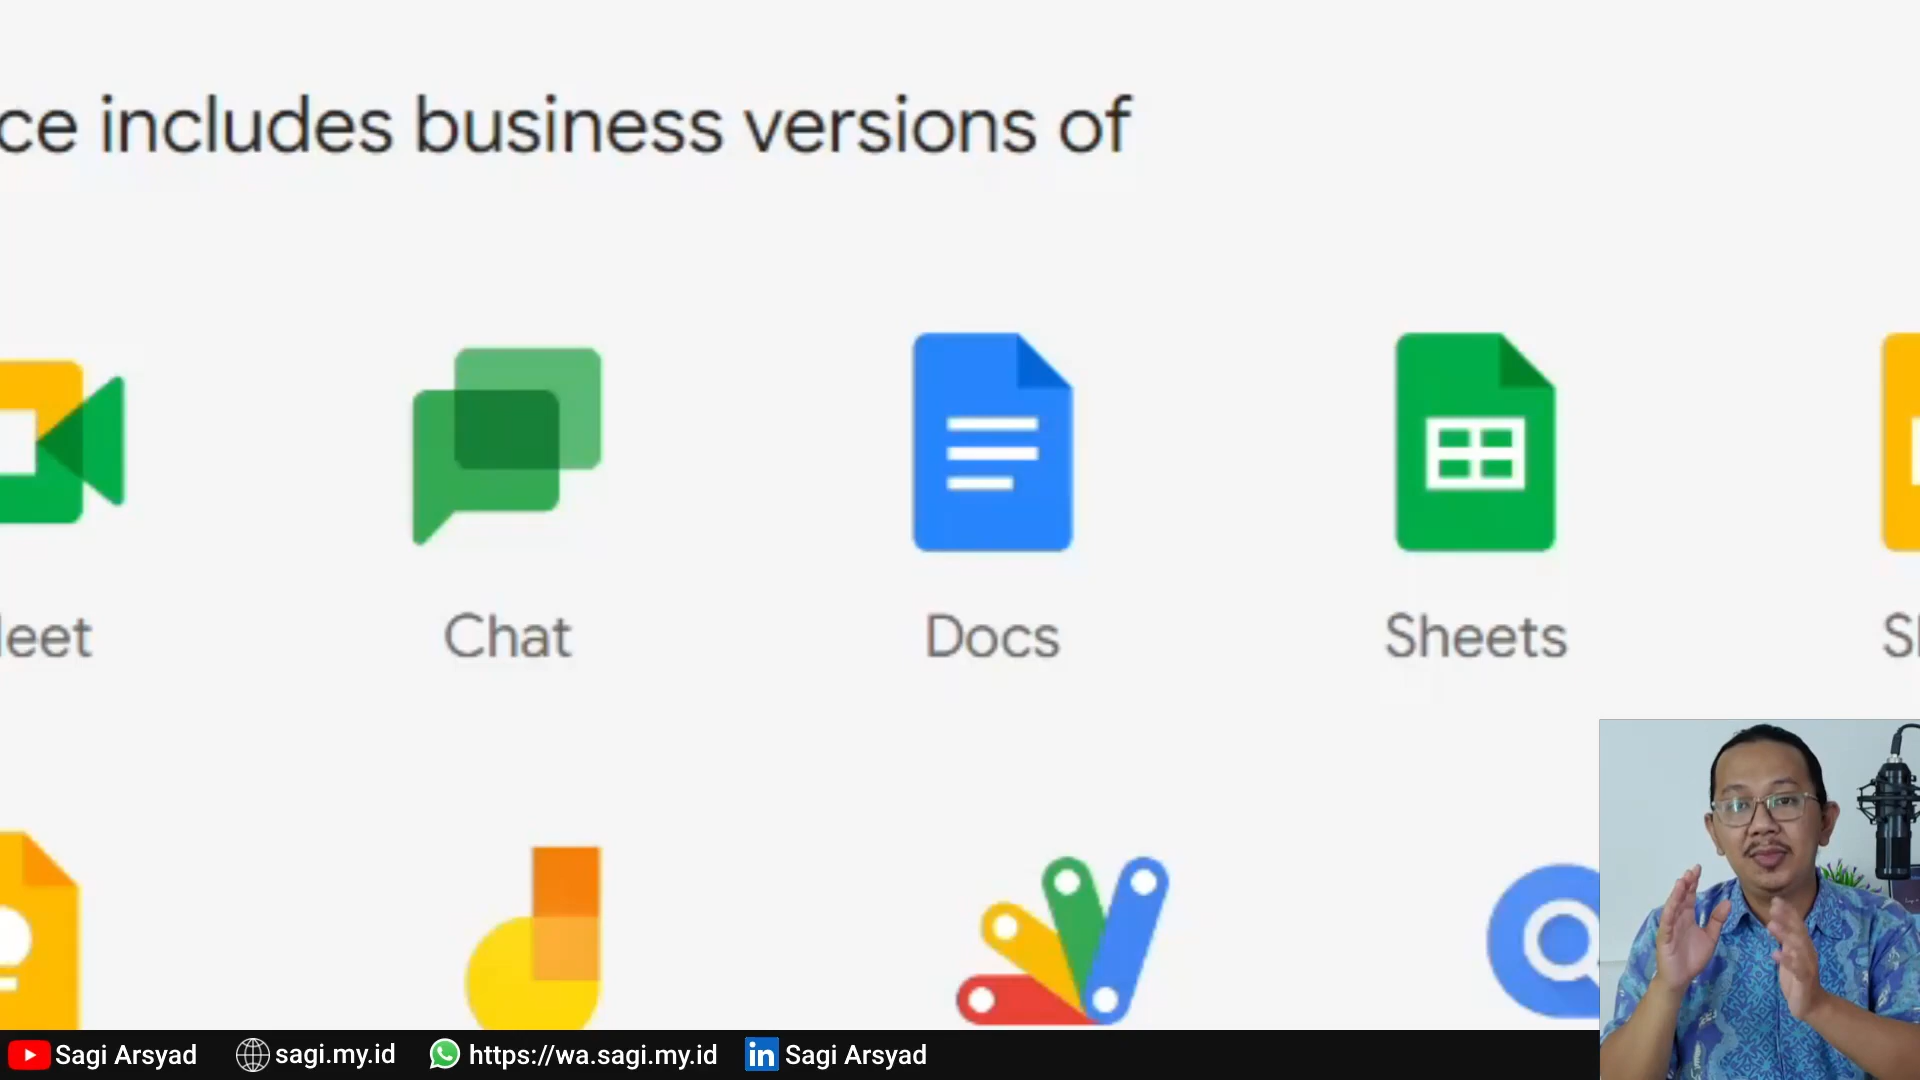 ce includes business versions of
leet Chat Docs Sheets Sl
Sagi Arsyad sagi.my.id https://wa.sagi.my.id in Sagi Arsyad